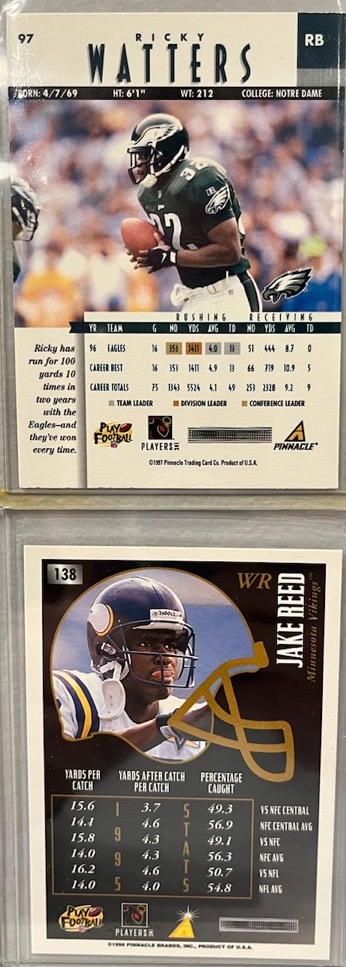 97
RICKY
WATTERS
RB
BORN: 4/7/69 HT: 6'1" WT: 212 COLLEGE: NOTRE DAME
32
RUSHING RECEIVING
YR TEAM G NO YDS AVG TD NO YDS AVG TD
96 EAGLES 16 353 1411 4.0 13 51 444 8.7 0
CAREER BEST 16 353 1411 4.9 13 66 719 10.9 5
CAREER TOTALS 75 1343 5524 4.1 49 253 2328 9.2 9
TEAM LEADER DIVISION LEADER CONFERENCE LEADER
Ricky has
run for 100
yards 10
times in
two years
with the
Eagles–and
they've won
every time.
PLAY
FOOTBALL
PLAYERS INC
PINNACLE
©1997 Pinnacle Trading Card Co. Product of U.S.A.
138
WR
JAKE REED
Minnesota Vikings™
RIDDELL
YARDS PER CATCH YARDS AFTER CATCH PER CATCH PERCENTAGE CAUGHT
1995 STATS
15.6 3.7 49.3 VS NFC CENTRAL
14.1 4.6 56.9 NFC CENTRAL AVG
15.8 4.3 49.1 VS NFC
14.0 4.3 56.3 NFC AVG
16.2 4.6 50.7 VS NFL
14.0 4.0 54.8 NFL AVG
PLAY
FOOTBALL
PLAYERS INC
©1996 PINNACLE BRANDS, INC., PRODUCT OF U.S.A.